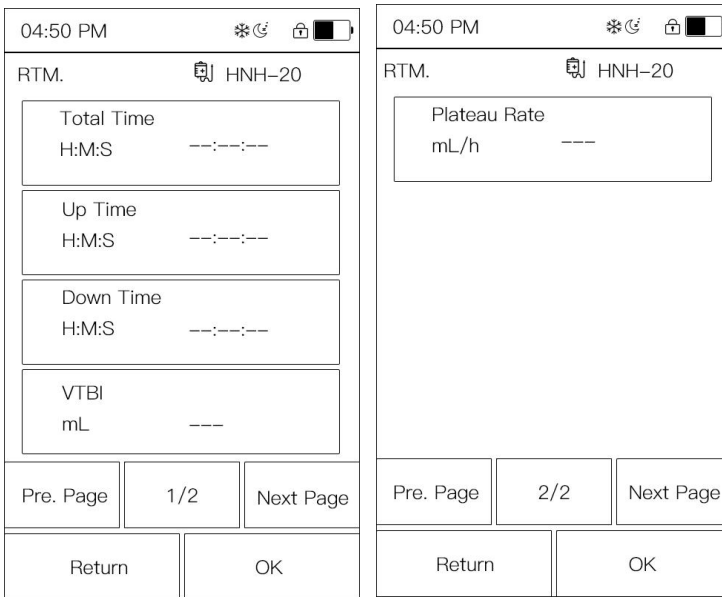 04:50 PM
RTM. HNH-20
Total Time
H:M:S --:--:--
Up Time
H:M:S --:--:--
Down Time
H:M:S --:--:--
VTBI
mL ---
Pre. Page 1/2 Next Page
Return OK
04:50 PM
RTM. HNH-20
Plateau Rate
mL/h ---
Pre. Page 2/2 Next Page
Return OK